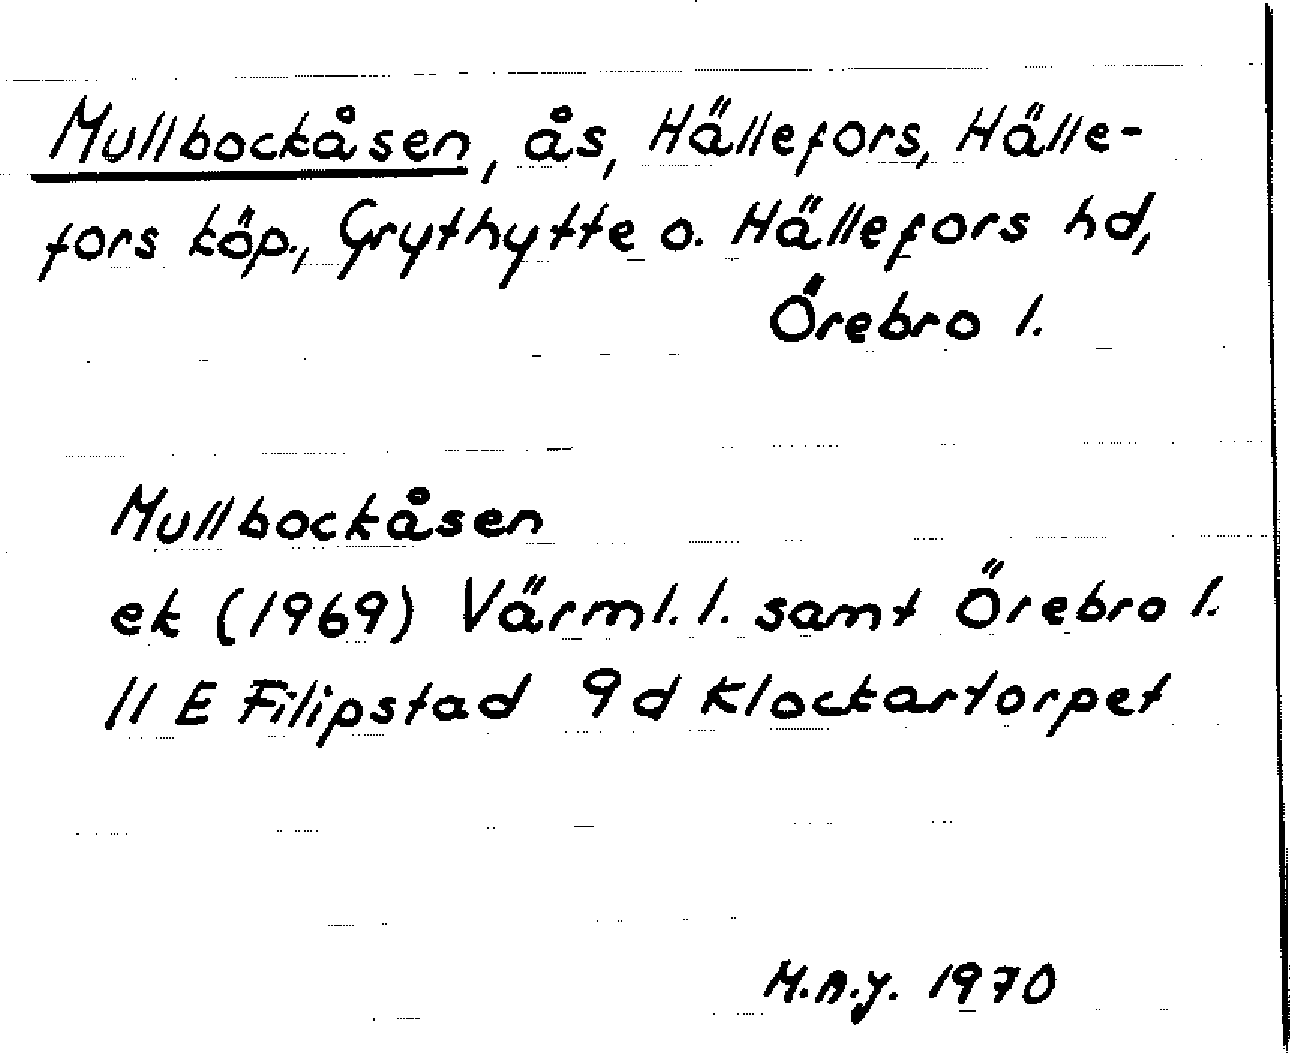 Mullbockåsen, ås, Hällefors, Hälle-
fors köp., Grythytte o. Hällefors hd,
Örebro l.
Mullbockåsen
ek (1969) Värml. l. samt Örebro l.
11 E Filipstad 9d Klockartorpet
M.A.y. 1970